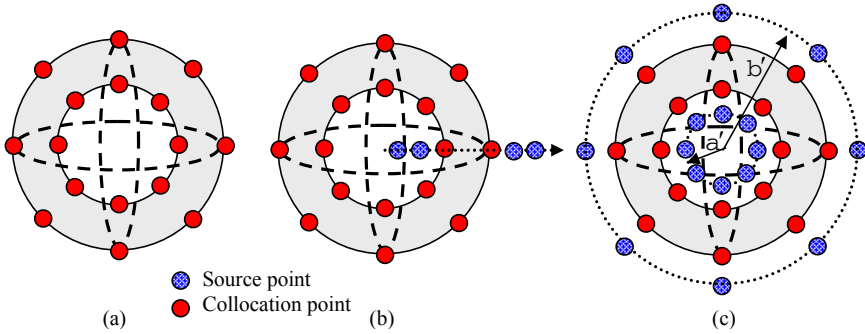 b′
a′
Source point
Collocation point
(a)
(b)
(c)